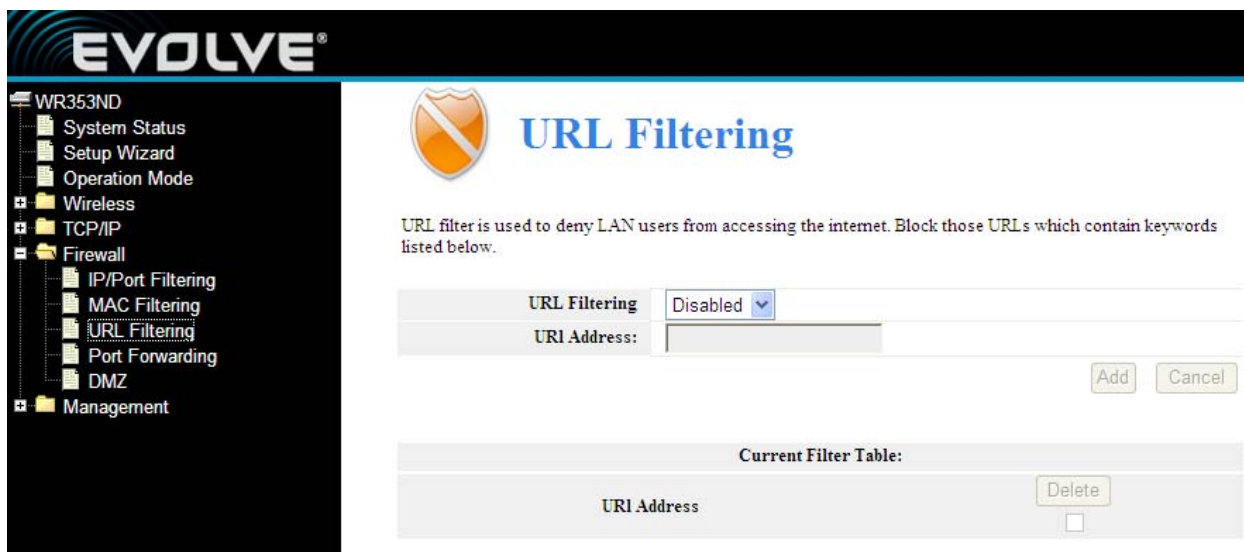 EVOLVE®
WR353ND
System Status
Setup Wizard
Operation Mode
Wireless
TCP/IP
Firewall
IP/Port Filtering
MAC Filtering
URL Filtering
Port Forwarding
DMZ
Management
URL Filtering
URL filter is used to deny LAN users from accessing the internet. Block those URLs which contain keywords
listed below.
URL Filtering Disabled
URl Address:
Add Cancel
Current Filter Table:
URl Address Delete